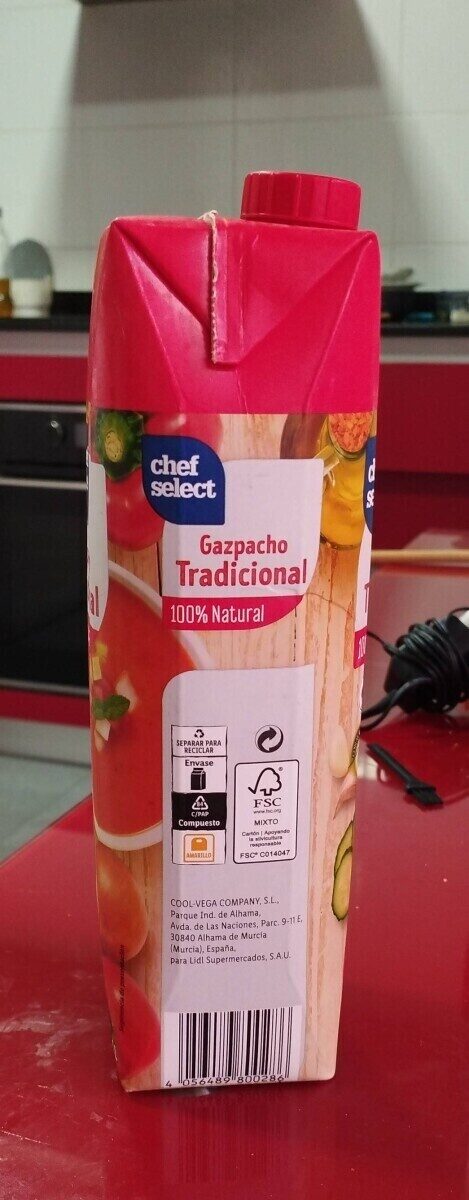 chef
select
Gazpacho
Tradicional
100% Natural
SEPARAR PARA
RECICLAR
Envase
84
C/PAP
Compuesto
AMARILLO
FSC
www.fsc.org
MIXTO
Cartón | Apoyando
la silvicultura
responsable
FSC® C014047
COOL-VEGA COMPANY, S.L.,
Parque Ind. de Alhama,
Avda. de Las Naciones, Parc. 9-11 E,
30840 Alhama de Murcia
(Murcia), España,
para Lidl Supermercados, S.A.U.
4 056489 800286
al